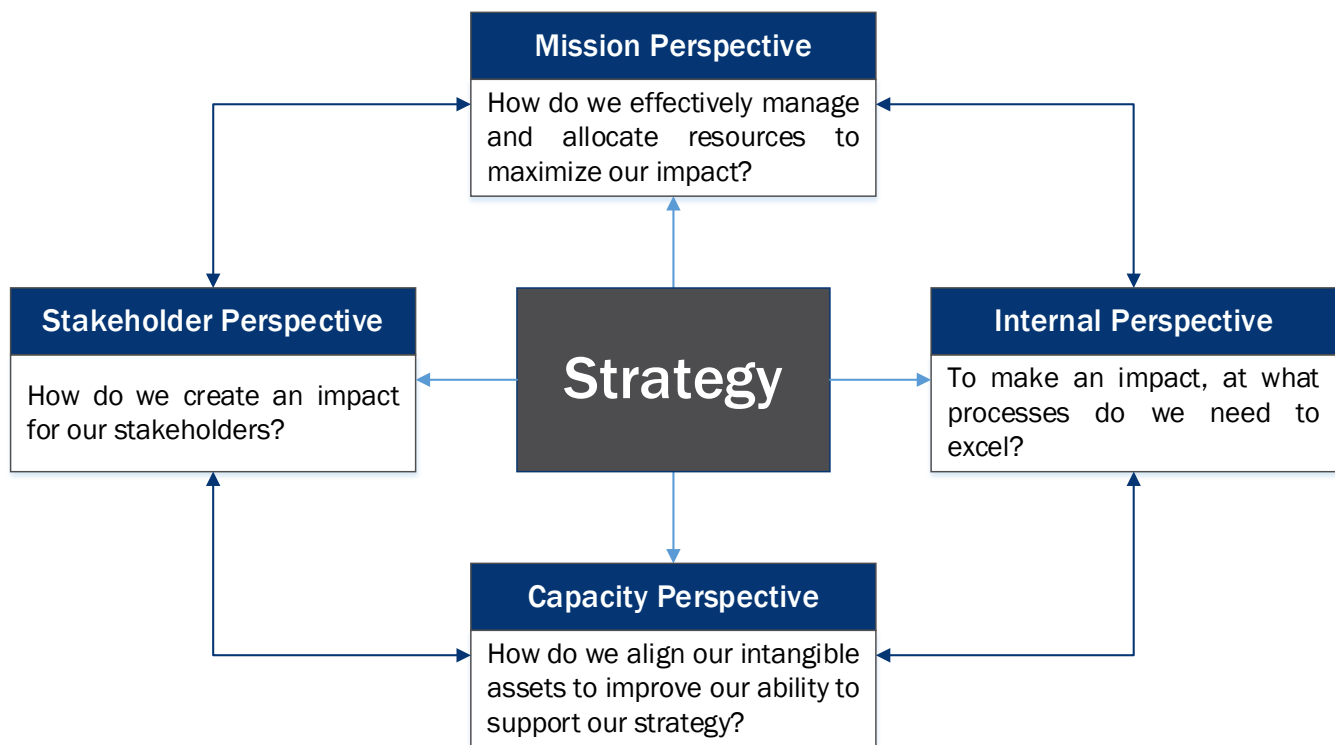 Mission Perspective
How do we effectively manage
and allocate resources to
maximize our impact?
Stakeholder Perspective
How do we create an impact
for our stakeholders?
Strategy
Internal Perspective
To make an impact, at what
processes do we need to
excel?
Capacity Perspective
How do we align our intangible
assets to improve our ability to
support our strategy?